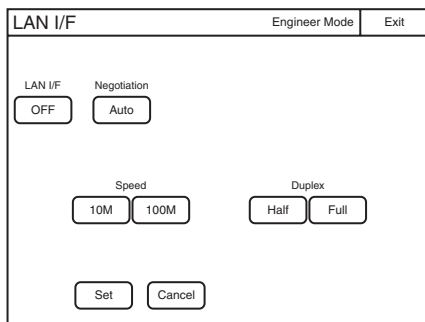 LAN I/F Engineer Mode Exit
LAN I/F Negotiation
OFF Auto
Speed Duplex
10M 100M Half Full
Set Cancel